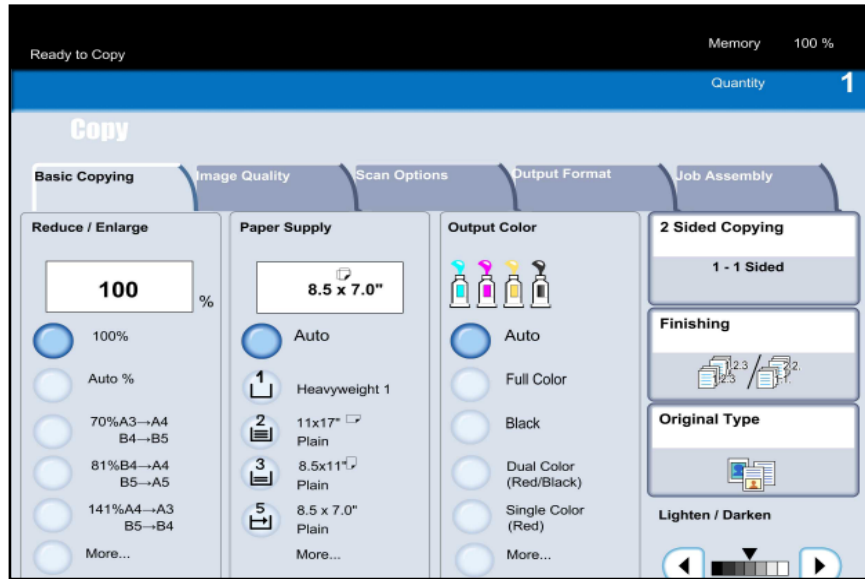 Ready to Copy
Memory 100 %
Quantity 1
Copy
Basic Copying
Image Quality
Scan Options
Output Format
Job Assembly
Reduce / Enlarge
100
%
100%
Auto %
70%A3→A4
B4→B5
81%B4→A4
B5→A5
141%A4→A3
B5→B4
More...
Paper Supply
8.5 x 7.0"
Auto
1
Heavyweight 1
2
11x17"
Plain
3
8.5x11"
Plain
5
8.5 x 7.0"
Plain
More...
Output Color
Auto
Full Color
Black
Dual Color
(Red/Black)
Single Color
(Red)
More...
2 Sided Copying
1 - 1 Sided
Finishing
Original Type
Lighten / Darken